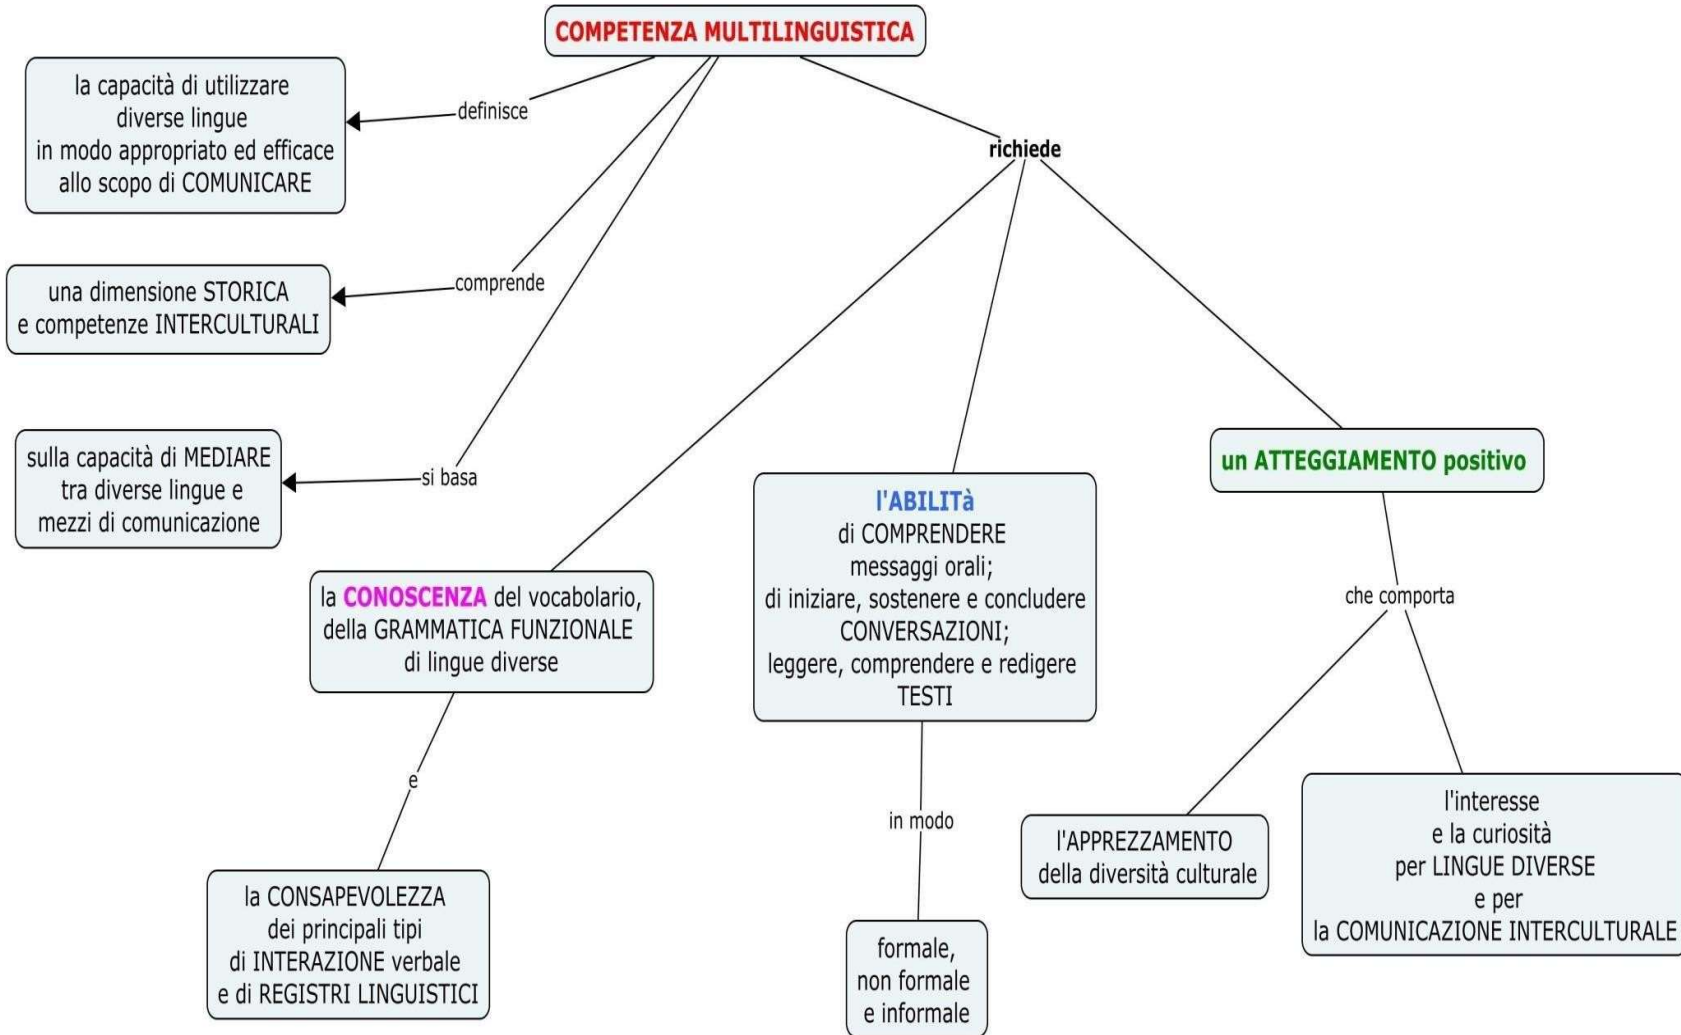 COMPETENZA MULTILINGUISTICA
definisce
la capacità di utilizzare
diverse lingue
in modo appropriato ed efficace
allo scopo di COMUNICARE
comprende
una dimensione STORICA
e competenze INTERCULTURALI
si basa
sulla capacità di MEDIARE
tra diverse lingue e
mezzi di comunicazione
richiede
la CONOSCENZA del vocabolario,
della GRAMMATICA FUNZIONALE
di lingue diverse
e
la CONSAPEVOLEZZA
dei principali tipi
di INTERAZIONE verbale
e di REGISTRI LINGUISTICI
l'ABILITà
di COMPRENDERE
messaggi orali;
di iniziare, sostenere e concludere
CONVERSAZIONI;
leggere, comprendere e redigere
TESTI
in modo
formale,
non formale
e informale
un ATTEGGIAMENTO positivo
che comporta
l'APPREZZAMENTO
della diversità culturale
l'interesse
e la curiosità
per LINGUE DIVERSE
e per
la COMUNICAZIONE INTERCULTURALE